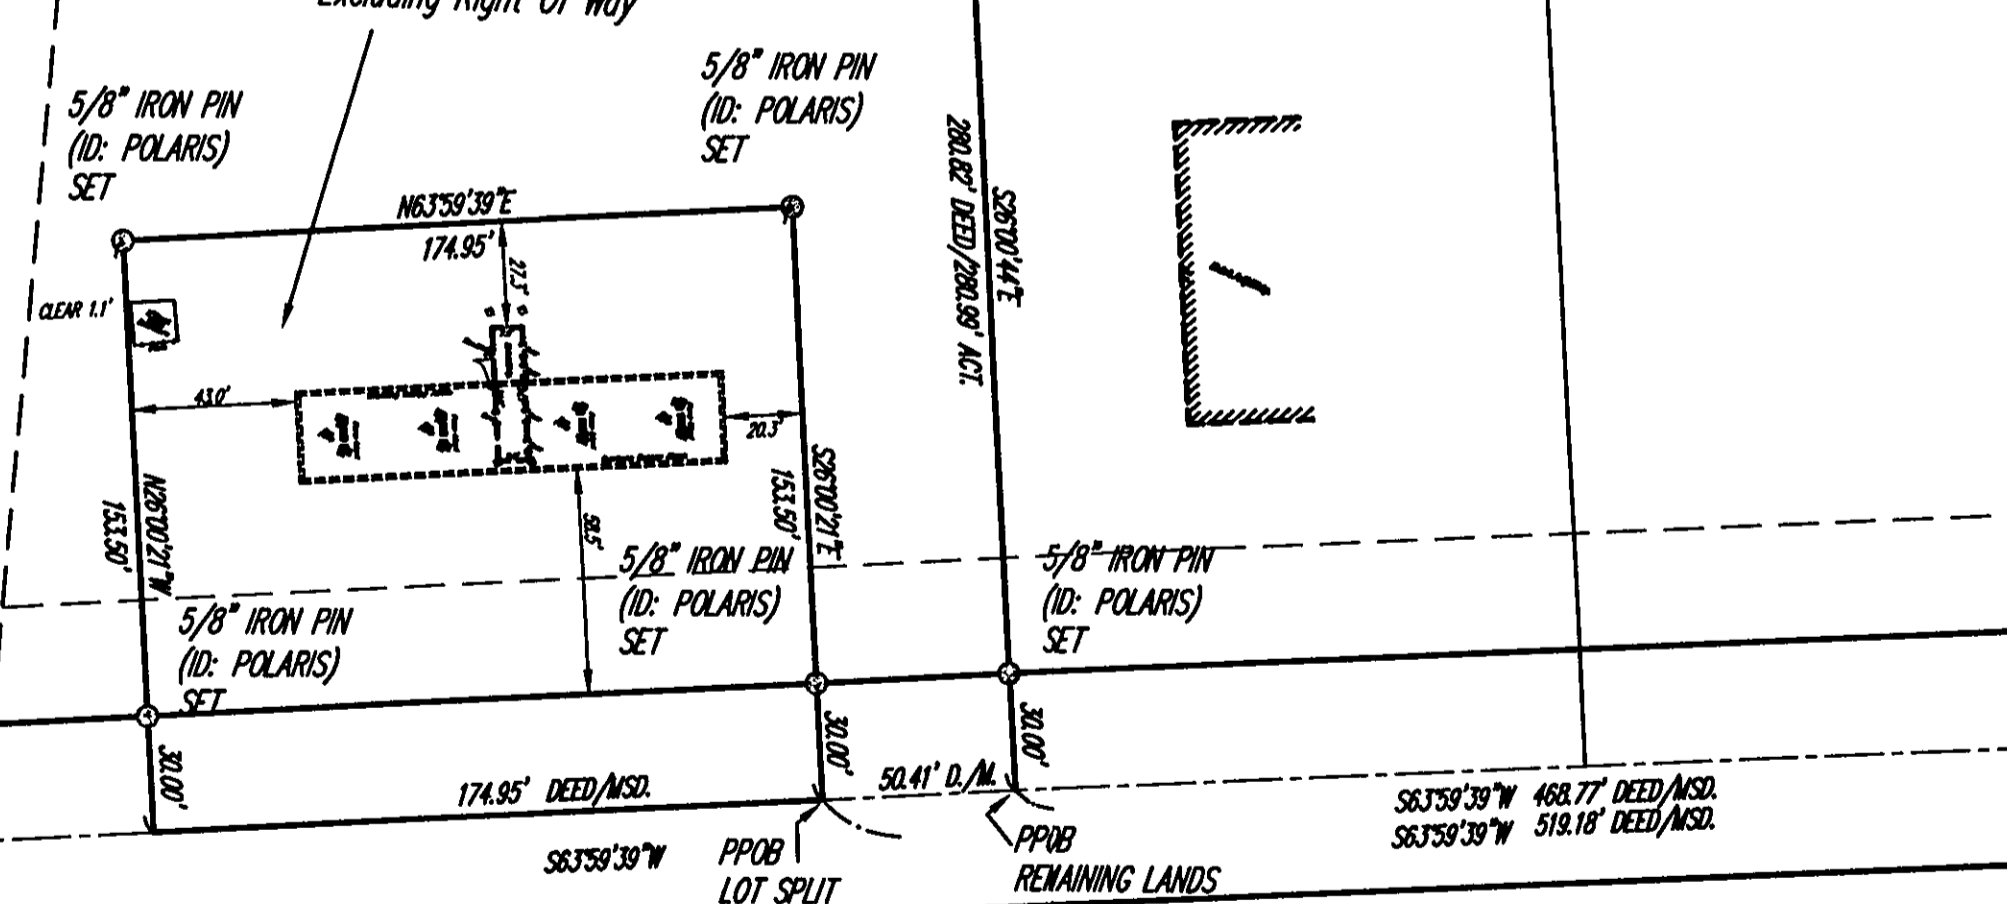 Excluding Right Of Way
5/8" IRON PIN
(ID: POLARIS)
SET
5/8" IRON PIN
(ID: POLARIS)
SET
N63°59'39"E
174.95'
27.3'
CLEAR 1.1'
43.0'
20.3'
58.5'
N26°00'21"W
153.50'
S26°00'21"E
153.50'
280.82' DED/280.99' ACT.
S26°00'44"E
5/8" IRON PIN
(ID: POLARIS)
SET
5/8" IRON PIN
(ID: POLARIS)
SET
5/8" IRON PIN
(ID: POLARIS)
SET
30.00'
30.00'
30.00'
174.95' DEED/MSD.
50.41' D./M.
S63°59'39"W 468.77' DEED/MSD.
S63°59'39"W 519.18' DEED/MSD.
S63°59'39"W
PPOB
LOT SPLIT
PPOB
REMAINING LANDS